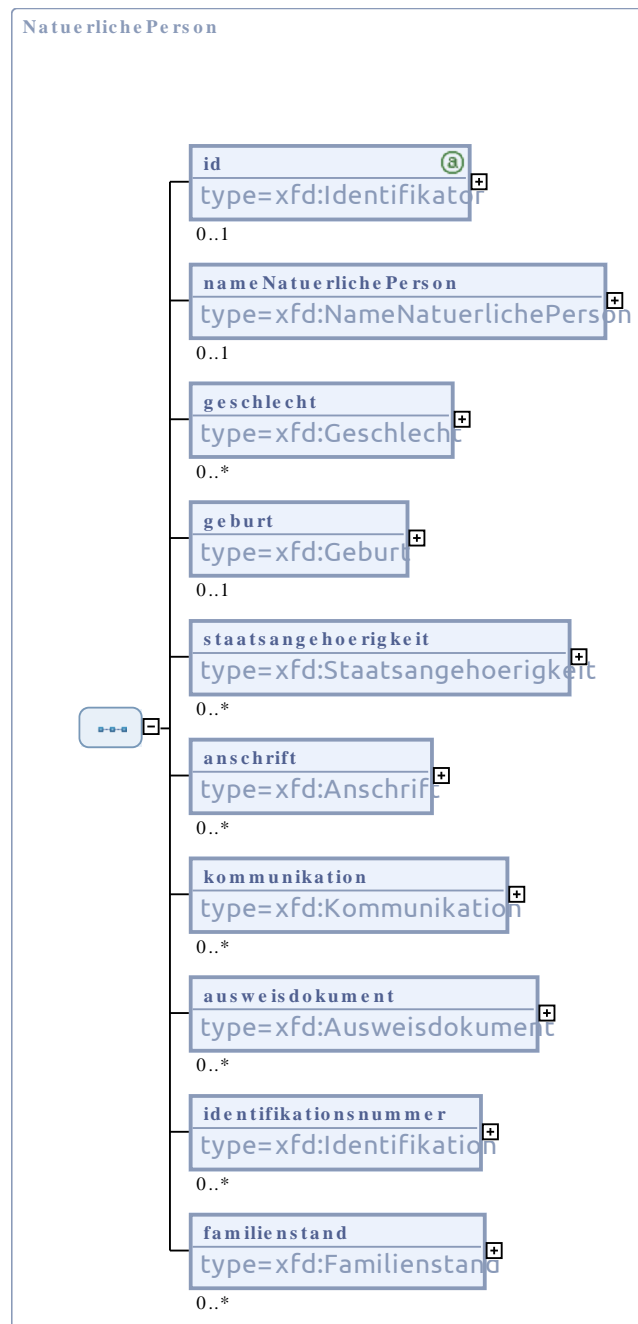 NatuerlichePerson
id
type=xfd:Identifikator
0..1
nameNatuerlichePerson
type=xfd:NameNatuerlichePerson
0..1
geschlecht
type=xfd:Geschlecht
0..*
geburt
type=xfd:Geburt
0..1
staatsangehoerigkeit
type=xfd:Staatsangehoerigkeit
0..*
anschrift
type=xfd:Anschrift
0..*
kommunikation
type=xfd:Kommunikation
0..*
ausweisdokument
type=xfd:Ausweisdokument
0..*
identifikationsnummer
type=xfd:Identifikation
0..*
familienstand
type=xfd:Familienstand
0..*